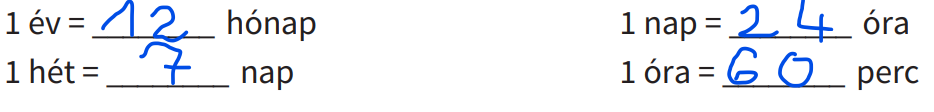 1 év = 12 hónap 1 nap = 24 óra
1 hét = 7 nap 1 óra = 60 perc